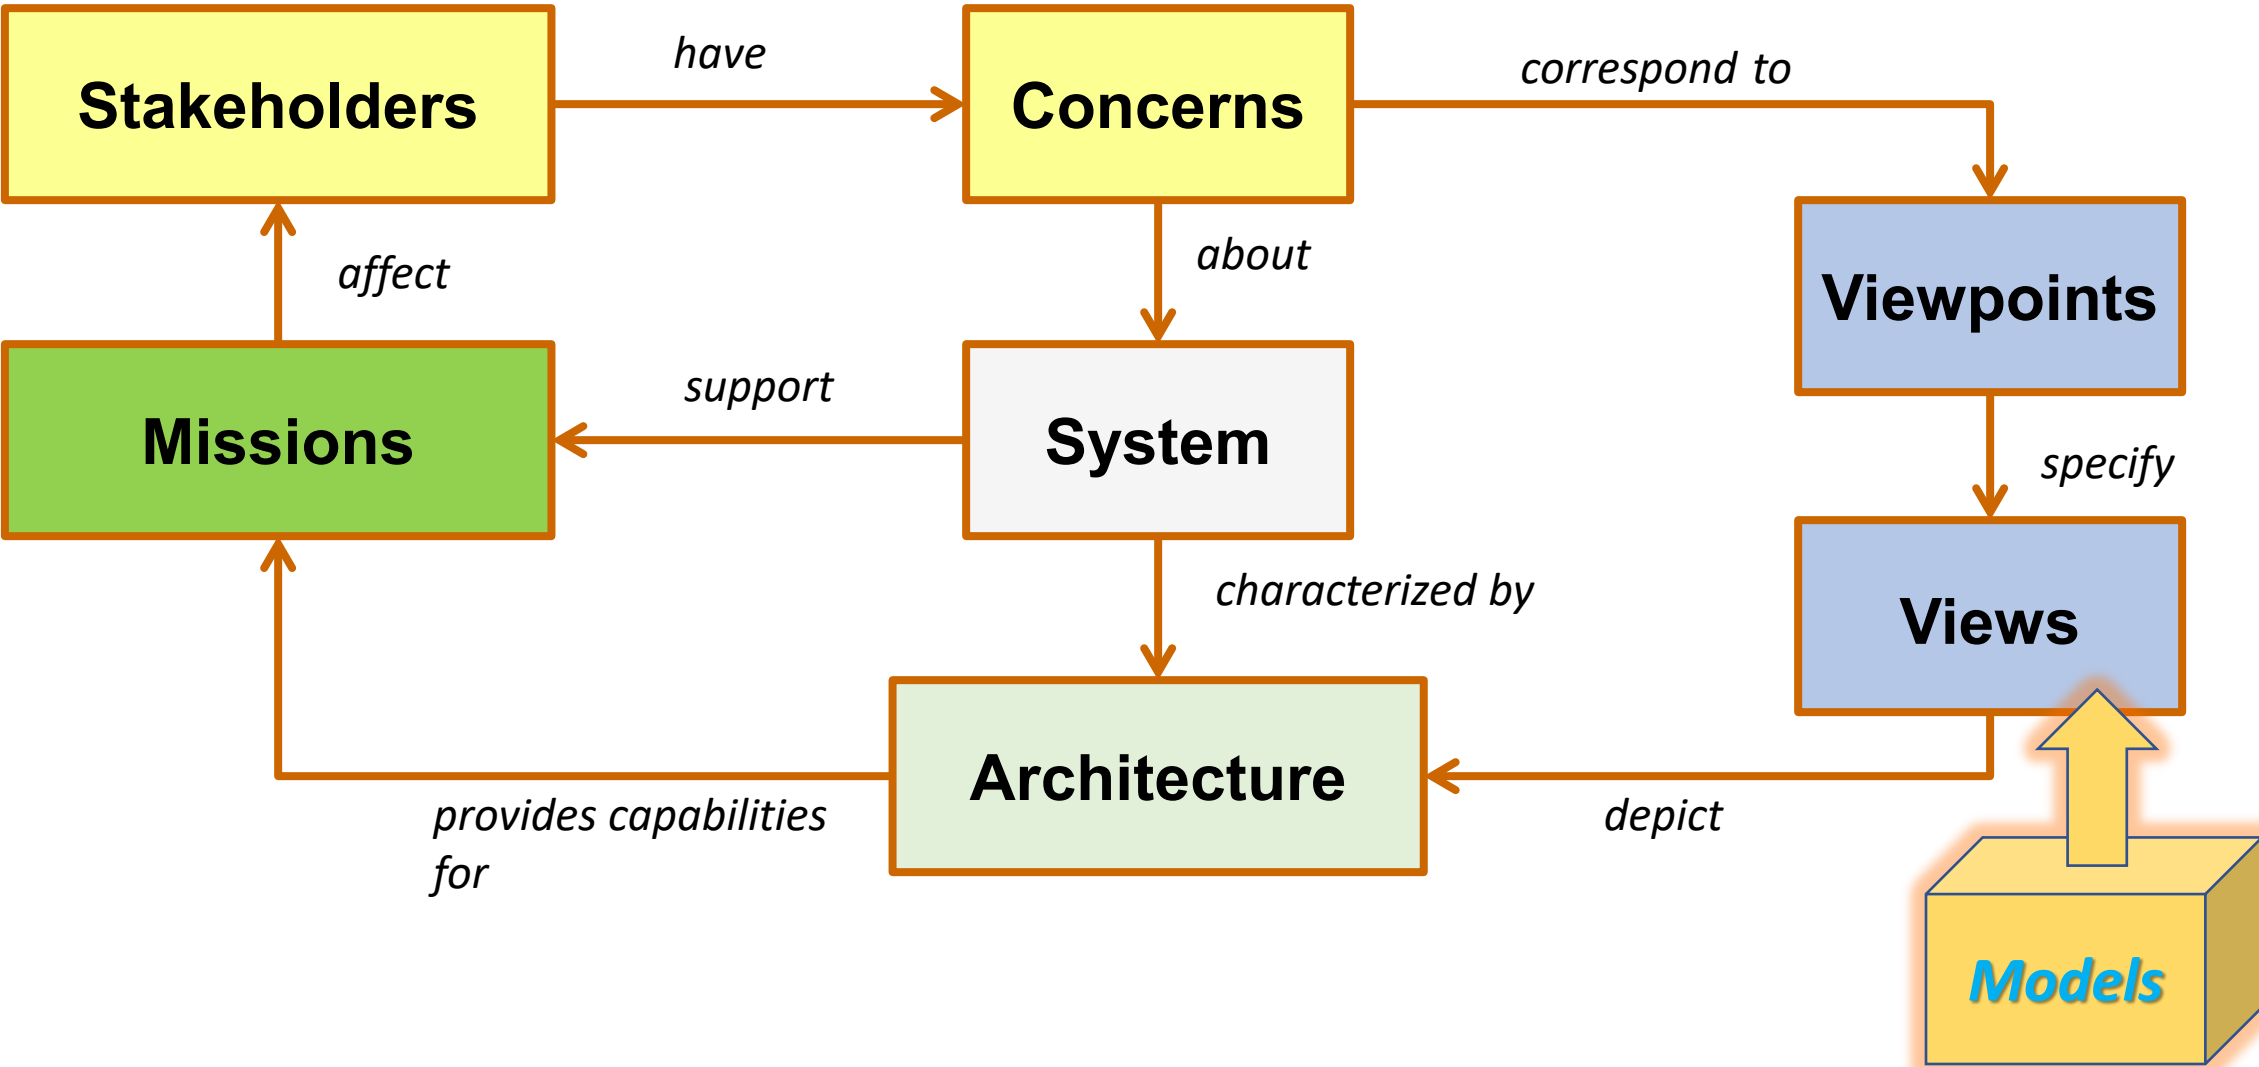 have
correspond to
Stakeholders
Concerns
affect
about
Viewpoints
support
Missions
System
specify
characterized by
Views
Architecture
provides capabilities
for
depict
Models